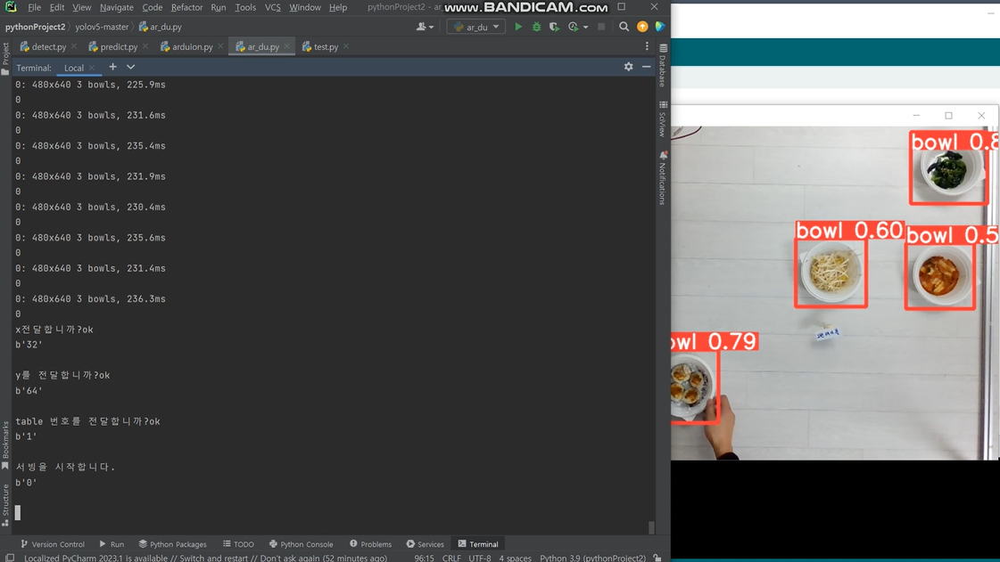 File Edit View Navigate Code Refactor Run Tools VCS Window Help pythonProject2 - ar_
www.BANDICAM.com
pythonProject2 yolov5-master ar_du.py
ar_du
detect.py predict.py arduion.py ar_du.py test.py
Terminal: Local
0: 480x640 3 bowls, 225.9ms
0
0: 480x640 3 bowls, 231.6ms
0
0: 480x640 3 bowls, 235.4ms
0
0: 480x640 3 bowls, 231.9ms
0
0: 480x640 3 bowls, 230.4ms
0
0: 480x640 3 bowls, 235.6ms
0
0: 480x640 3 bowls, 231.4ms
0
0: 480x640 3 bowls, 236.3ms
0
x전달합니까?ok
b'32'
y를 전달합니까?ok
b'64'
table 번호를 전달합니까?ok
b'1'
서빙을 시작합니다.
b'0'
Project
Bookmarks
Structure
Database
SciView
Notifications
bowl 0.8
bowl 0.60
bowl 0.5
owl 0.79
Version Control Run Python Packages TODO Python Console Problems Services Terminal
Localized PyCharm 2023.1 is available // Switch and restart // Don't ask again (52 minutes ago) 96:15 CRLF UTF-8 4 spaces Python 3.9 (pythonProject2)